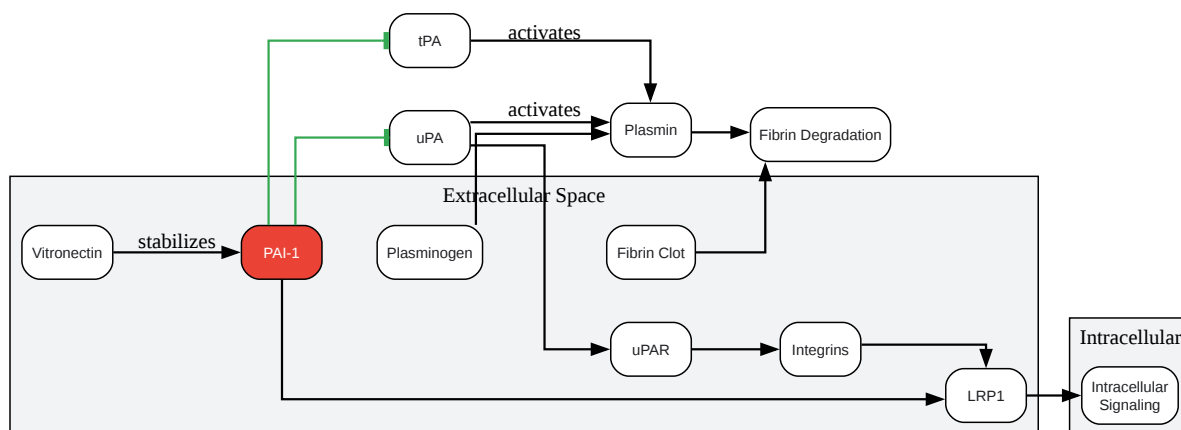 tPA
activates
activates
uPA
Plasmin
Fibrin Degradation
Extracellular Space
Vitronectin
stabilizes
PAI-1
Plasminogen
Fibrin Clot
uPAR
Integrins
Intracellular
LRP1
Intracellular
Signaling